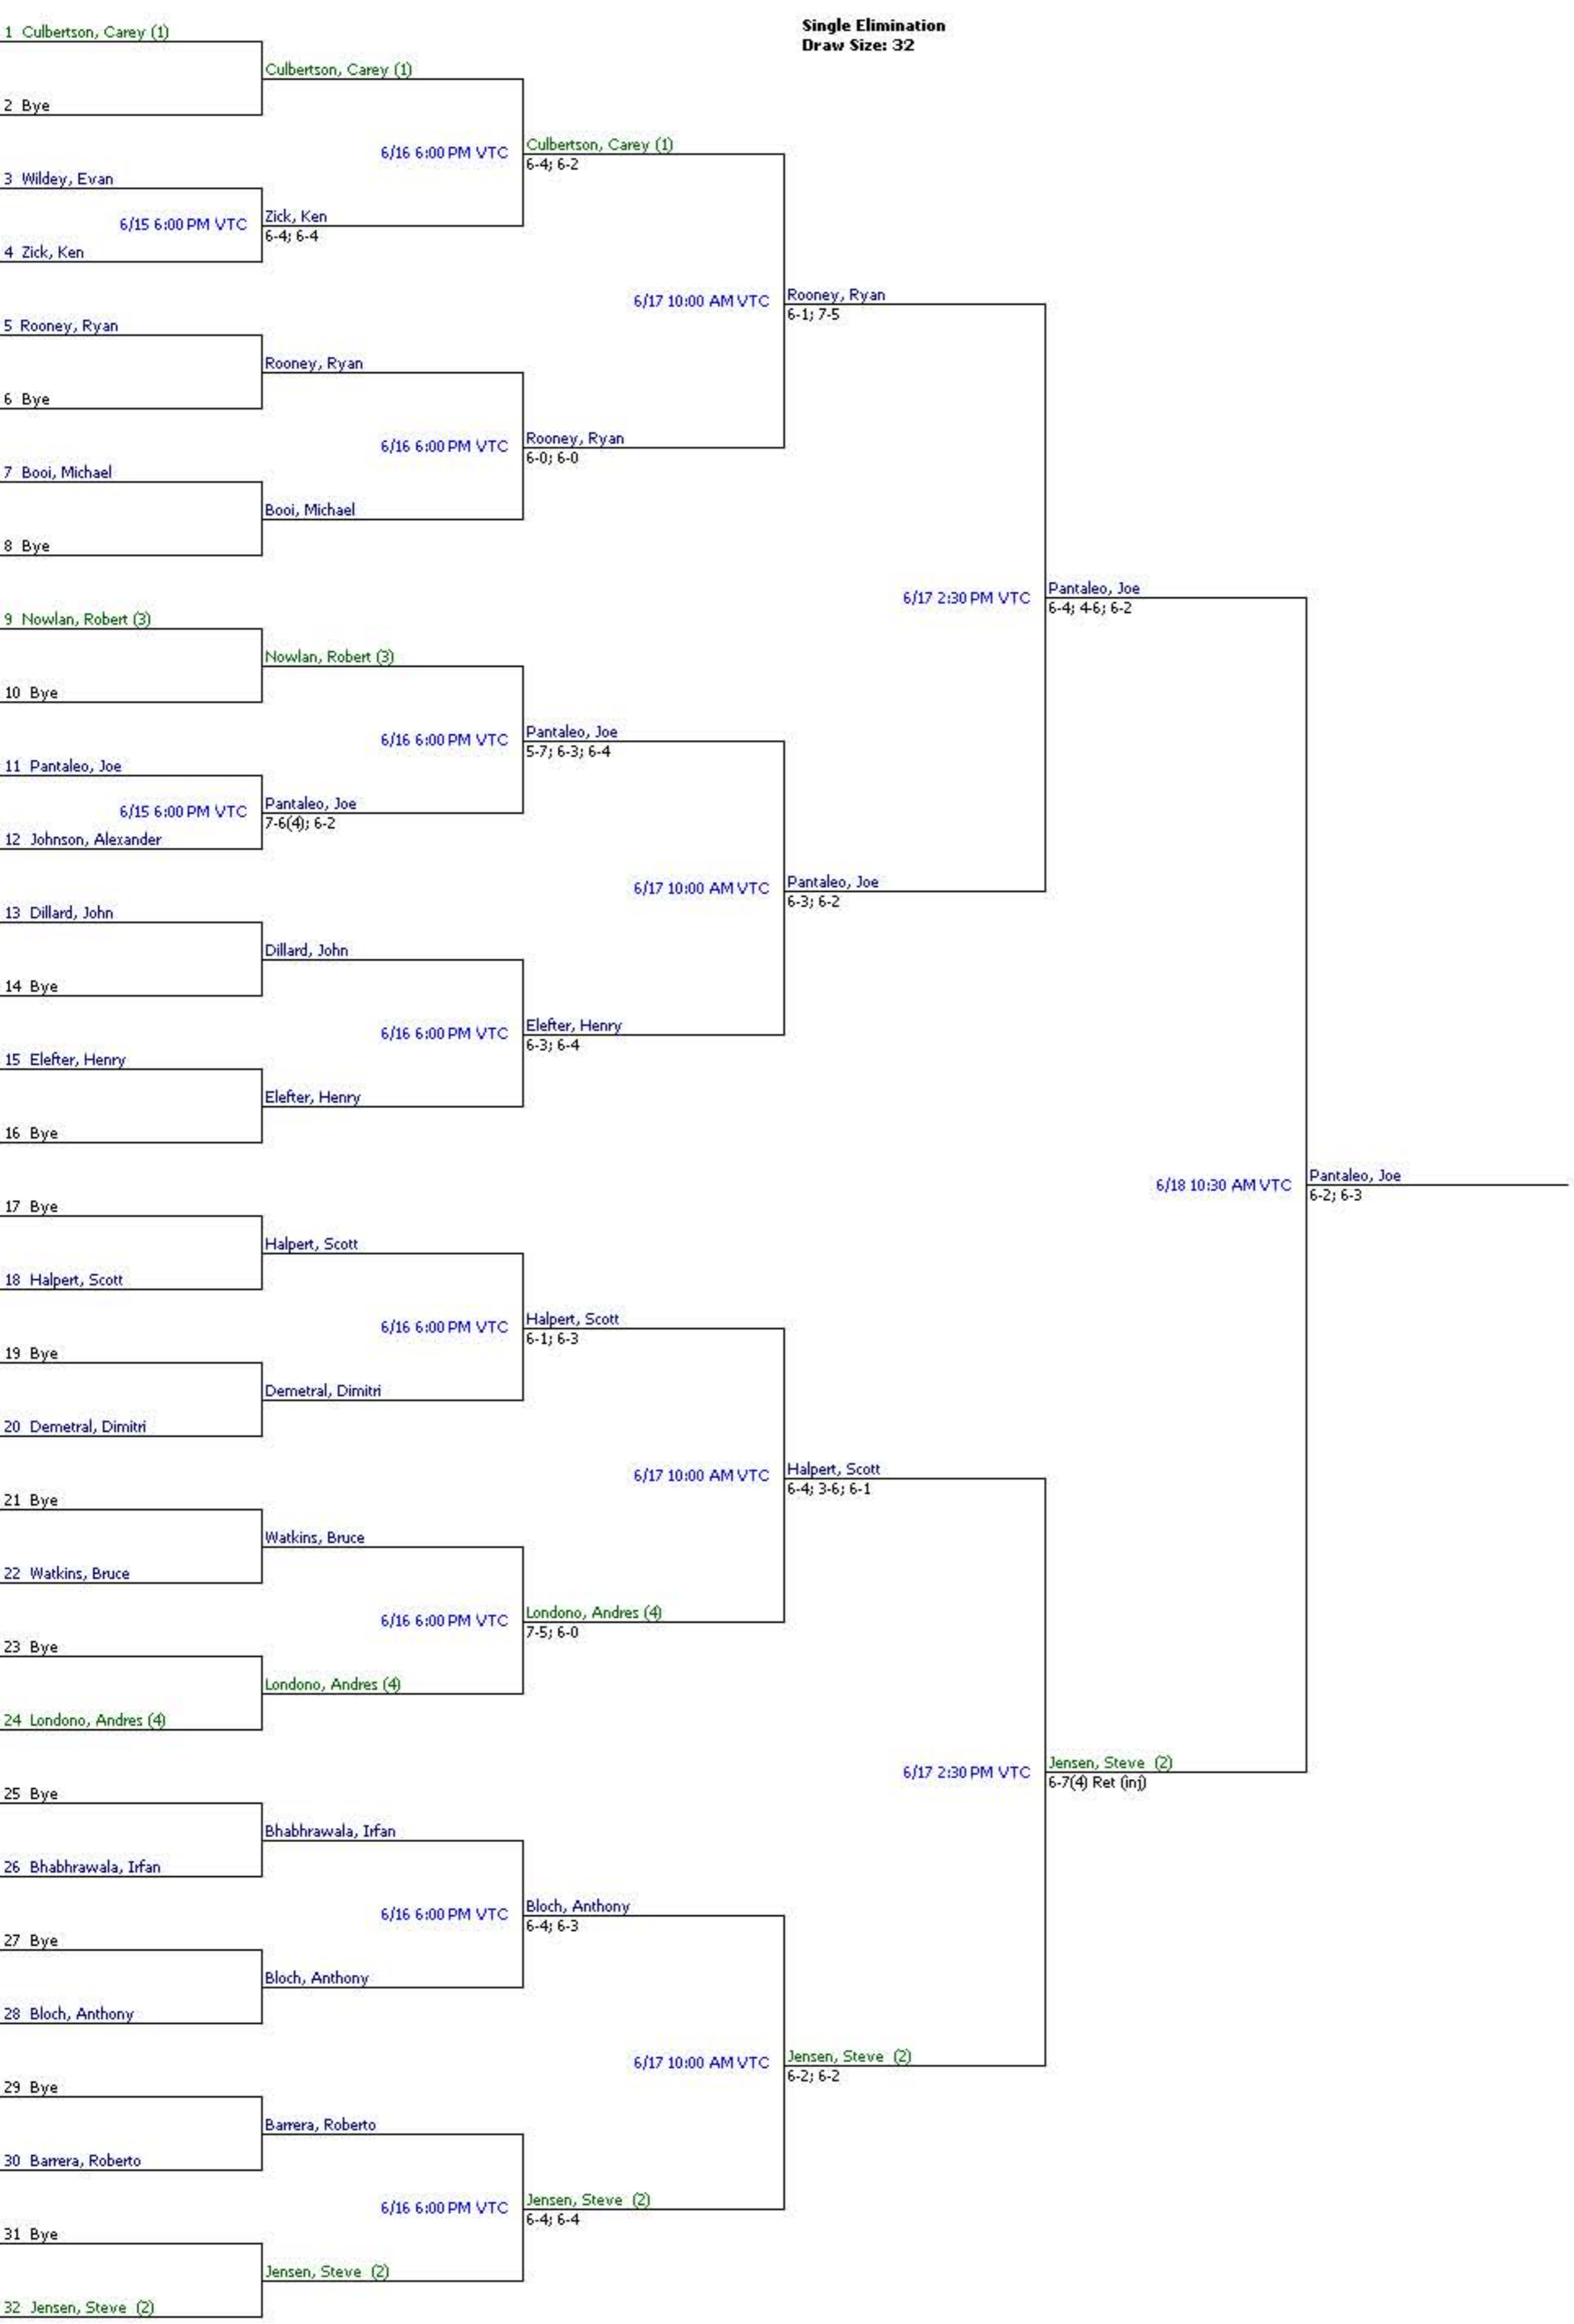 Single Elimination
Draw Size: 32
1 Culbertson, Carey (1)
Culbertson, Carey (1)
2 Bye
6/16 6:00 PM VTC
Culbertson, Carey (1)
6-4; 6-2
3 Wildey, Evan
6/15 6:00 PM VTC
Zick, Ken
6-4; 6-4
4 Zick, Ken
6/17 10:00 AM VTC
Rooney, Ryan
6-1; 7-5
5 Rooney, Ryan
Rooney, Ryan
6 Bye
6/16 6:00 PM VTC
Rooney, Ryan
6-0; 6-0
7 Booi, Michael
Booi, Michael
8 Bye
6/17 2:30 PM VTC
Pantaleo, Joe
6-4; 4-6; 6-2
9 Nowlan, Robert (3)
Nowlan, Robert (3)
10 Bye
6/16 6:00 PM VTC
Pantaleo, Joe
5-7; 6-3; 6-4
11 Pantaleo, Joe
6/15 6:00 PM VTC
Pantaleo, Joe
7-6(4); 6-2
12 Johnson, Alexander
6/17 10:00 AM VTC
Pantaleo, Joe
6-3; 6-2
13 Dillard, John
Dillard, John
14 Bye
6/16 6:00 PM VTC
Elefter, Henry
6-3; 6-4
15 Elefter, Henry
Elefter, Henry
16 Bye
6/18 10:30 AM VTC
Pantaleo, Joe
6-2; 6-3
17 Bye
Halpert, Scott
18 Halpert, Scott
6/16 6:00 PM VTC
Halpert, Scott
6-1; 6-3
19 Bye
Demetral, Dimitri
20 Demetral, Dimitri
6/17 10:00 AM VTC
Halpert, Scott
6-4; 3-6; 6-1
21 Bye
Watkins, Bruce
22 Watkins, Bruce
6/16 6:00 PM VTC
Londono, Andres (4)
7-5; 6-0
23 Bye
Londono, Andres (4)
24 Londono, Andres (4)
6/17 2:30 PM VTC
Jensen, Steve (2)
6-7(4) Ret (inj)
25 Bye
Bhabhrawala, Irfan
26 Bhabhrawala, Irfan
6/16 6:00 PM VTC
Bloch, Anthony
6-4; 6-3
27 Bye
Bloch, Anthony
28 Bloch, Anthony
6/17 10:00 AM VTC
Jensen, Steve (2)
6-2; 6-2
29 Bye
Barrera, Roberto
30 Barrera, Roberto
6/16 6:00 PM VTC
Jensen, Steve (2)
6-4; 6-4
31 Bye
Jensen, Steve (2)
32 Jensen, Steve (2)